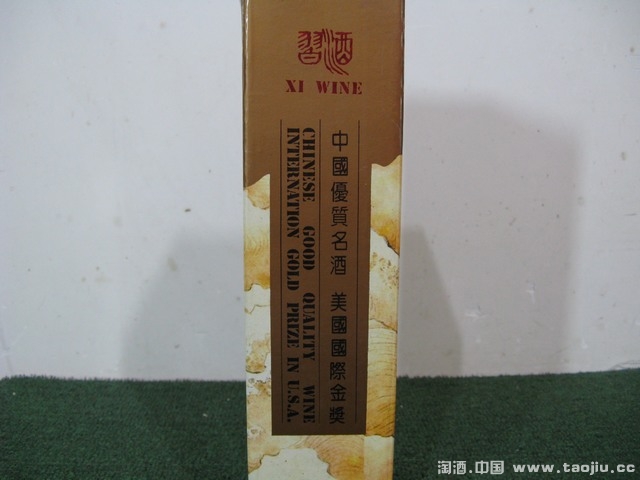 習酒
XI WINE
中國優質名酒 美國國際金獎
CHINESE GOOD QUALITY WINE
INTERNATION GOLD PRIZE IN U.S.A.
淘酒.中国 www.taojiu.cc